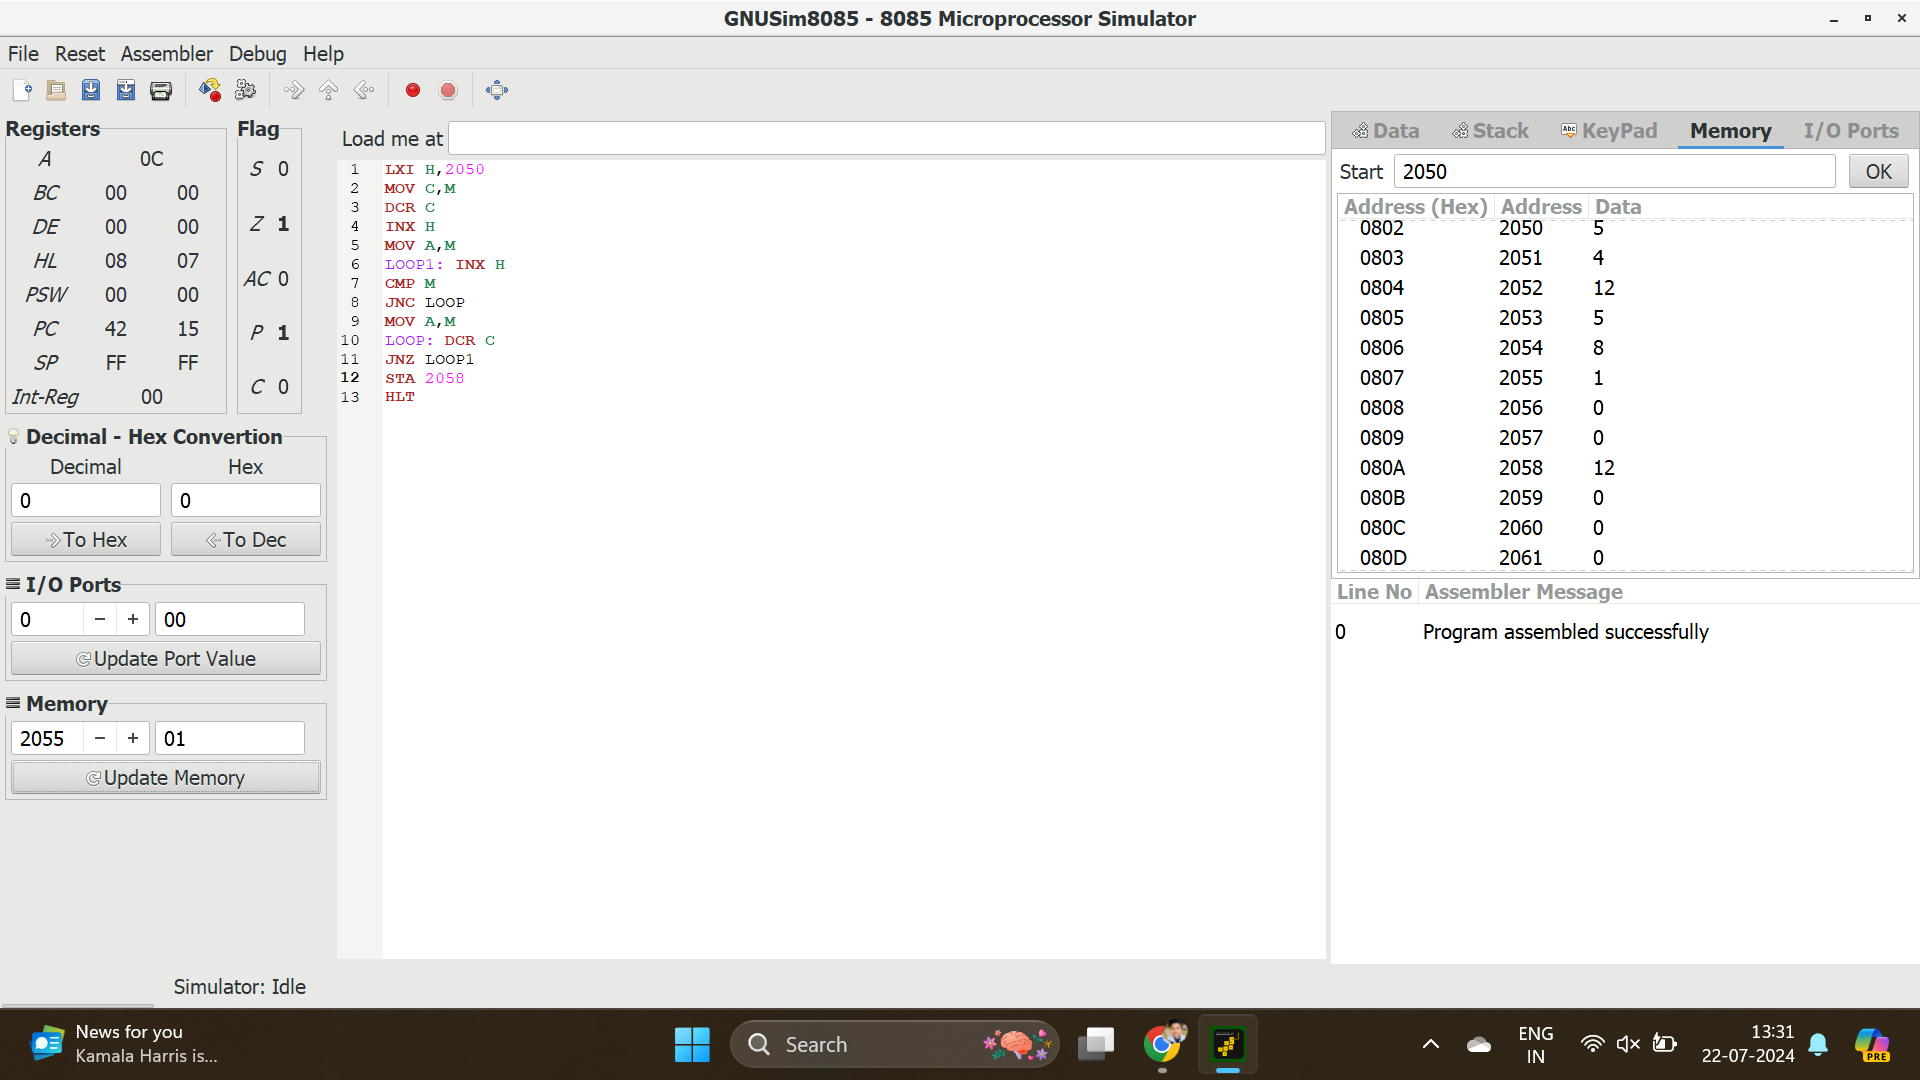 GNUSim8085 - 8085 Microprocessor Simulator
File Reset Assembler Debug Help
Registers
A 0C
BC 00 00
DE 00 00
HL 08 07
PSW 00 00
PC 42 15
SP FF FF
Int-Reg 00
Flag
S 0
Z 1
AC 0
P 1
C 0
Decimal - Hex Convertion
Decimal Hex
0 0
To Hex To Dec
I/O Ports
0 − + 00
Update Port Value
Memory
2055 − + 01
Update Memory
Load me at
1 LXI H,2050
2 MOV C,M
3 DCR C
4 INX H
5 MOV A,M
6 LOOP1: INX H
7 CMP M
8 JNC LOOP
9 MOV A,M
10 LOOP: DCR C
11 JNZ LOOP1
12 STA 2058
13 HLT
Data Stack Abc KeyPad Memory I/O Ports
Start 2050 OK
Address (Hex) Address Data
0802 2050 5
0803 2051 4
0804 2052 12
0805 2053 5
0806 2054 8
0807 2055 1
0808 2056 0
0809 2057 0
080A 2058 12
080B 2059 0
080C 2060 0
080D 2061 0
Line No Assembler Message
0 Program assembled successfully
Simulator: Idle
News for you
Kamala Harris is...
Search
ENG
IN
13:31
22-07-2024
PRE